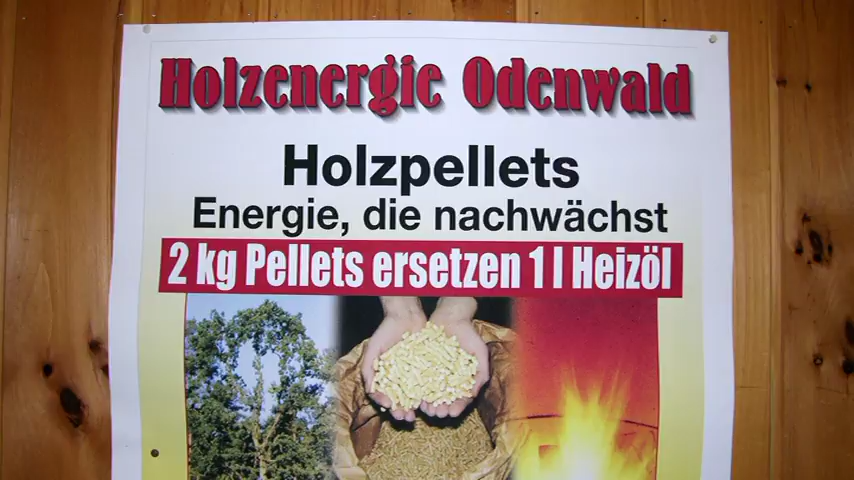 Holzenergie Odenwald
Holzpellets
Energie, die nachwächst
2 kg Pellets ersetzen 1 l Heizöl